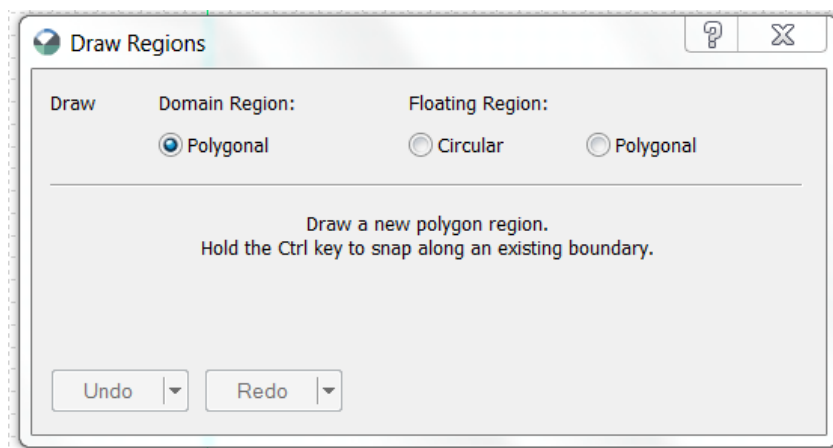 Draw Regions
Draw Domain Region: Floating Region:
Polygonal Circular Polygonal
Draw a new polygon region.
Hold the Ctrl key to snap along an existing boundary.
Undo Redo